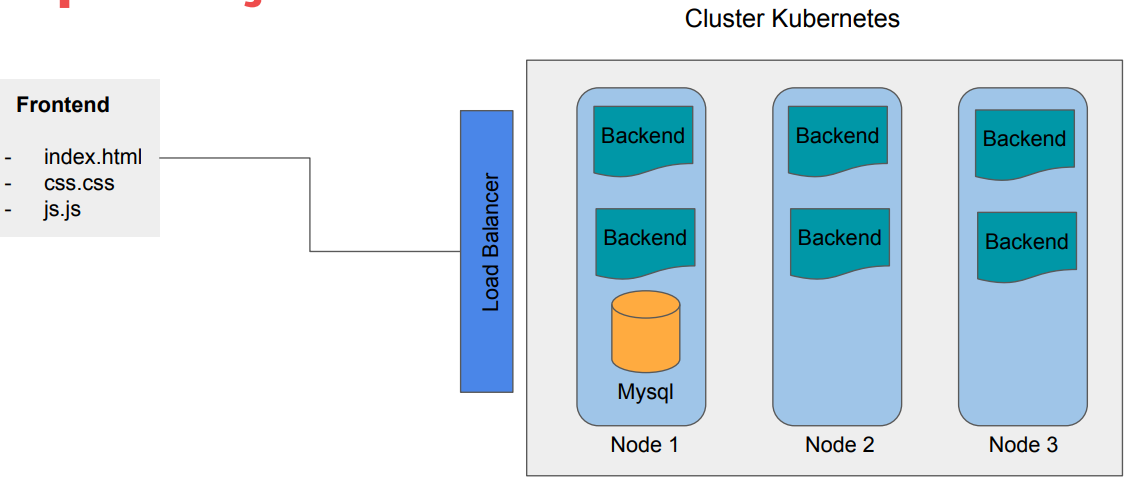 Cluster Kubernetes
Frontend
- index.html
- css.css
- js.js
Load Balancer
Backend
Backend
Mysql
Node 1
Backend
Backend
Node 2
Backend
Backend
Node 3